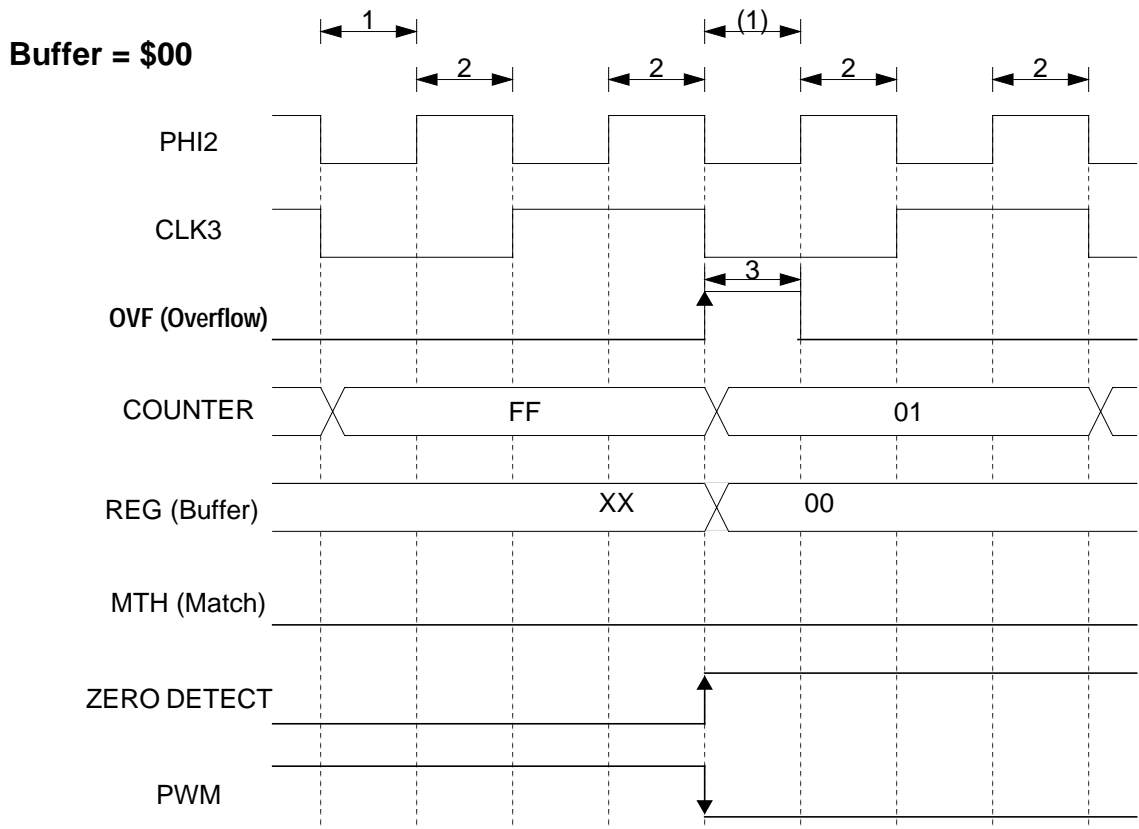 1
(1)
Buffer = $00
2
2
2
2
PHI2
CLK3
3
OVF (Overflow)
COUNTER
FF
01
REG (Buffer)
XX
00
MTH (Match)
ZERO DETECT
PWM